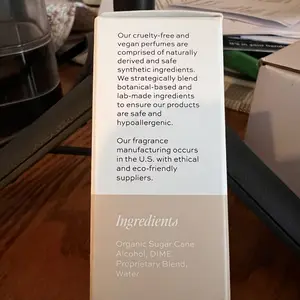 Our cruelty-free and
vegan perfumes are
comprised of naturally
derived and safe
synthetic ingredients.
We strategically blend
botanical-based and
lab-made ingredients
to ensure our products
are safe and
hypoallergenic.
Our fragrance
manufacturing occurs
in the U.S. with ethical
and eco-friendly
suppliers.
Ingredients
Organic Sugar Cane
Alcohol, DIME
Proprietary Blend,
Water